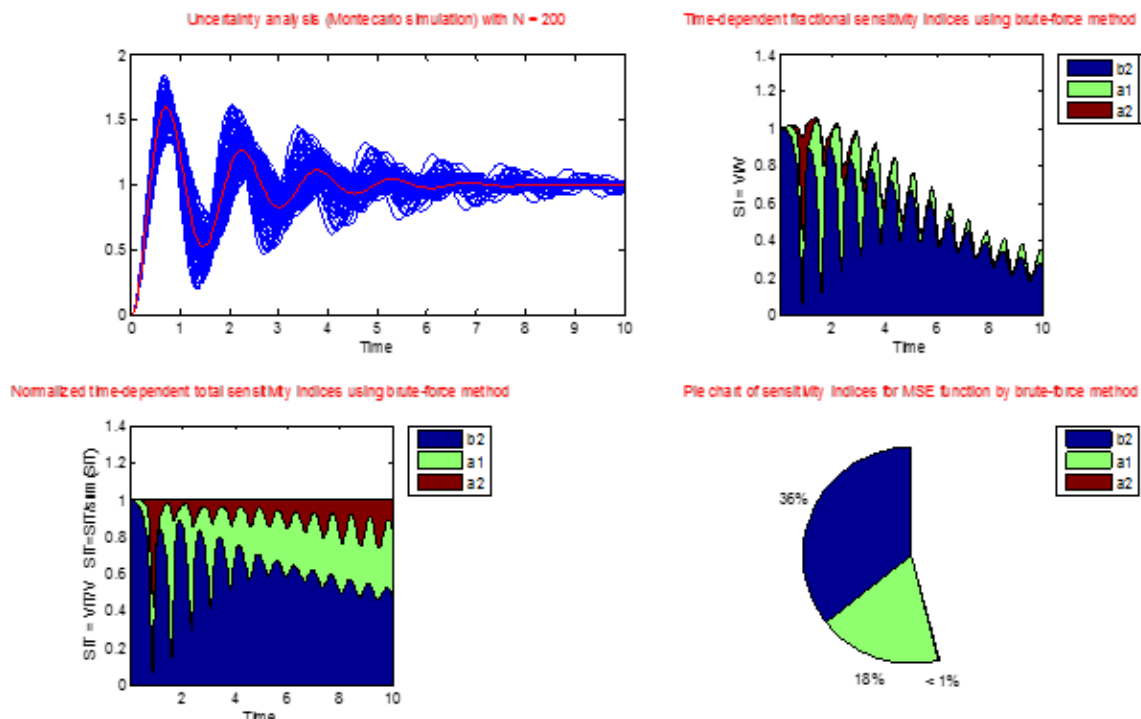 Uncertainty analysis (Montecarlo simulation) with N = 200
2
1.5
1
0.5
0
0 1 2 3 4 5 6 7 8 9 10
Time
Time-dependent fractional sensitivity indices using brute-force method
1.4
1.2
1
0.8
0.6
0.4
0.2
0
2 4 6 8 10
Time
SI = Vi/V
b2
a1
a2
Normalized time-dependent total sensitivity indices using brute-force method
1.4
1.2
1
0.8
0.6
0.4
0.2
0
2 4 6 8 10
Time
SIT = VIT/V SIT=SIT/sum(SIT)
b2
a1
a2
Pie chart of sensitivity indices for MSE function by brute-force method
36%
18%
< 1%
b2
a1
a2